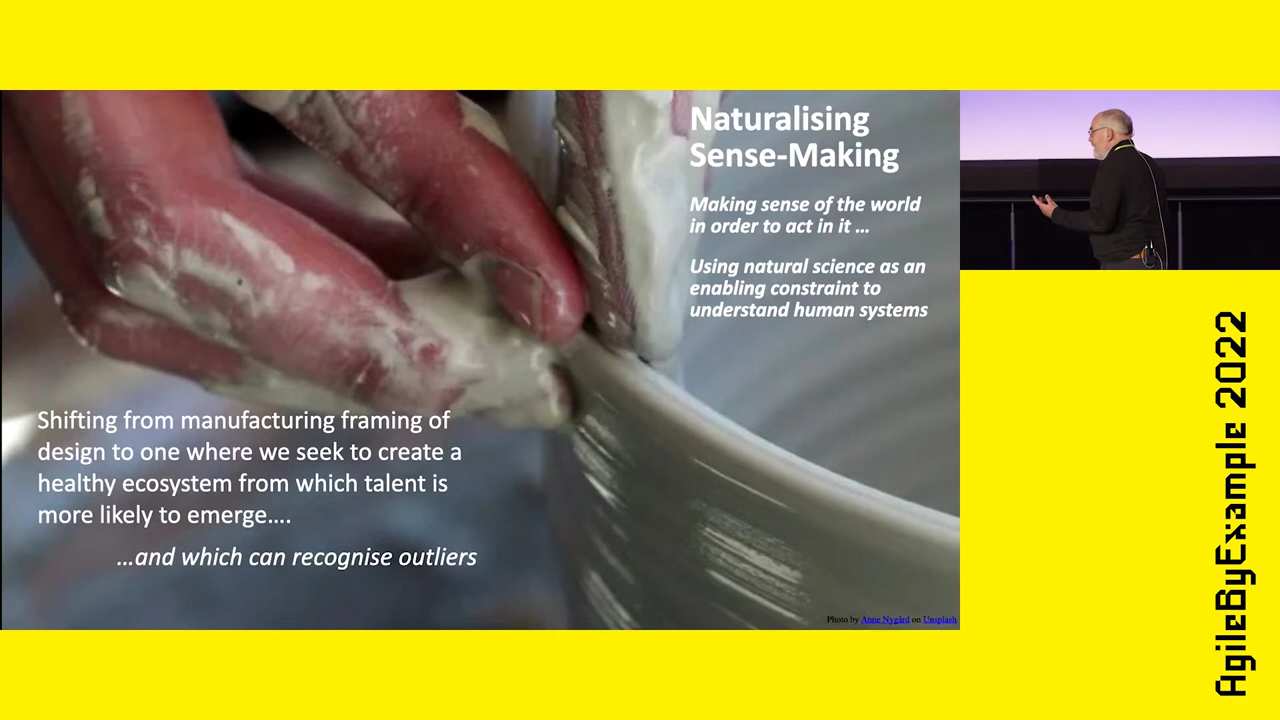 Naturalising
Sense-Making
Making sense of the world
in order to act in it …
Using natural science as an
enabling constraint to
understand human systems
Shifting from manufacturing framing of
design to one where we seek to create a
healthy ecosystem from which talent is
more likely to emerge….
…and which can recognise outliers
Photo by Anne Nygård on Unsplash
AgileByExample 2022